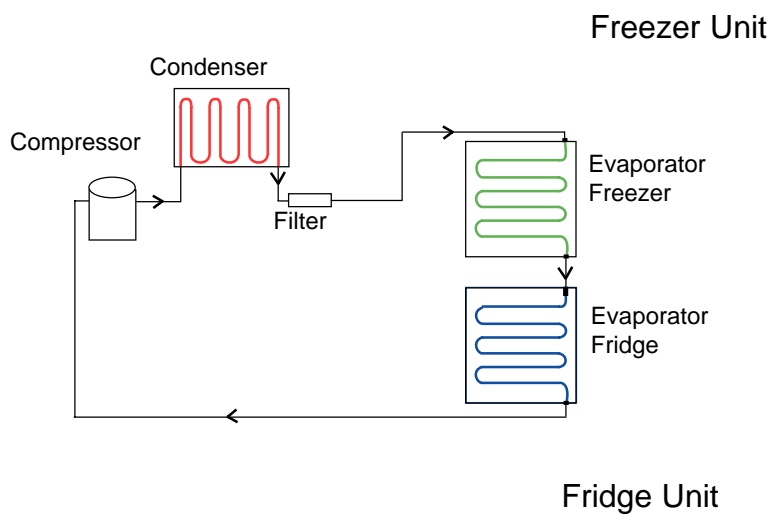 Freezer Unit
Condenser
Compressor
Evaporator
Freezer
Filter
Evaporator
Fridge
Fridge Unit